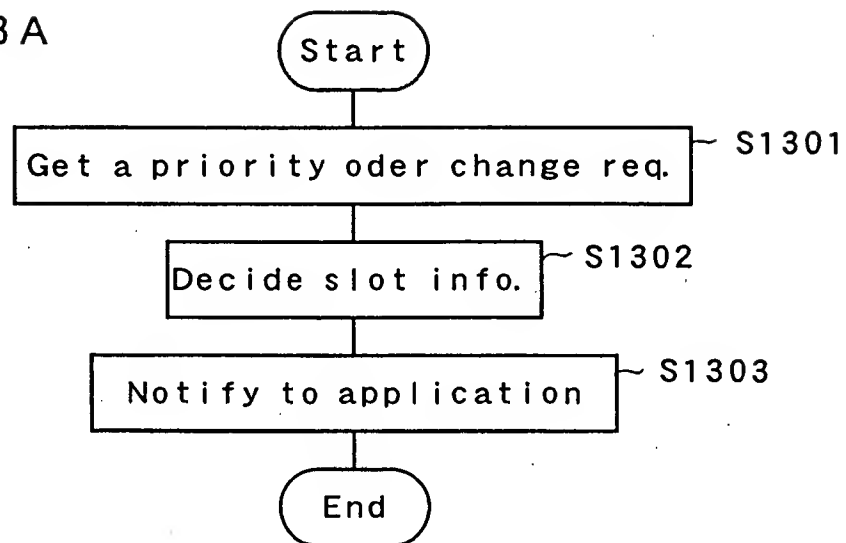 3A
Start
Get a priority oder change req.
S1301
Decide slot info.
S1302
Notify to application
S1303
End